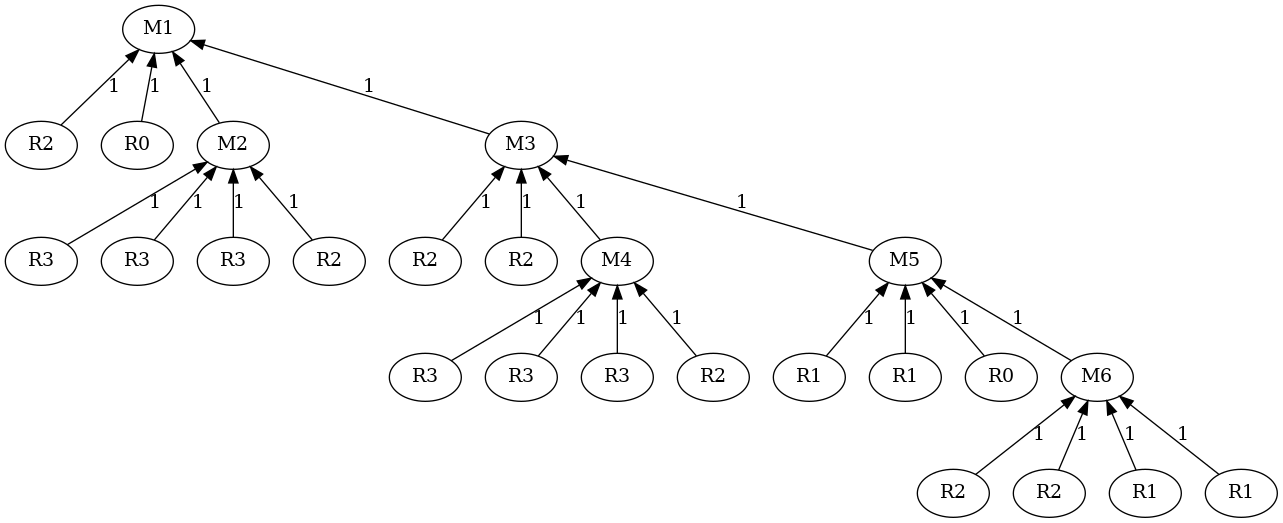 M1
1 1 1 1
R2 R0 M2 M3
1 1 1 1 1 1 1 1
R3 R3 R3 R2 R2 R2 M4 M5
1 1 1 1 1 1 1 1
R3 R3 R3 R2 R1 R1 R0 M6
1 1 1 1
R2 R2 R1 R1